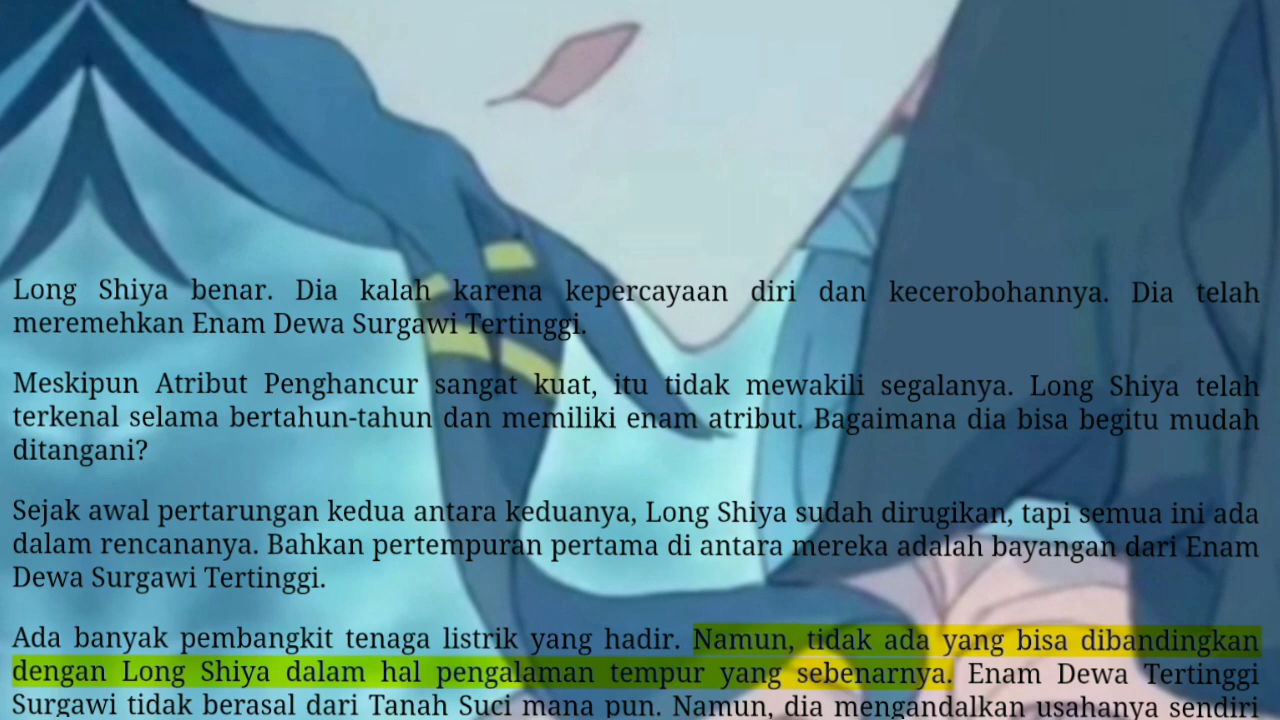 Long Shiya benar. Dia kalah karena kepercayaan diri dan kecerobohannya. Dia telah
meremehkan Enam Dewa Surgawi Tertinggi.
Meskipun Atribut Penghancur sangat kuat, itu tidak mewakili segalanya. Long Shiya telah
terkenal selama bertahun-tahun dan memiliki enam atribut. Bagaimana dia bisa begitu mudah
ditangani?
Sejak awal pertarungan kedua antara keduanya, Long Shiya sudah dirugikan, tapi semua ini ada
dalam rencananya. Bahkan pertempuran pertama di antara mereka adalah bayangan dari Enam
Dewa Surgawi Tertinggi.
Ada banyak pembangkit tenaga listrik yang hadir. Namun, tidak ada yang bisa dibandingkan
dengan Long Shiya dalam hal pengalaman tempur yang sebenarnya. Enam Dewa Tertinggi
Surgawi tidak berasal dari Tanah Suci mana pun. Namun, dia mengandalkan usahanya sendiri